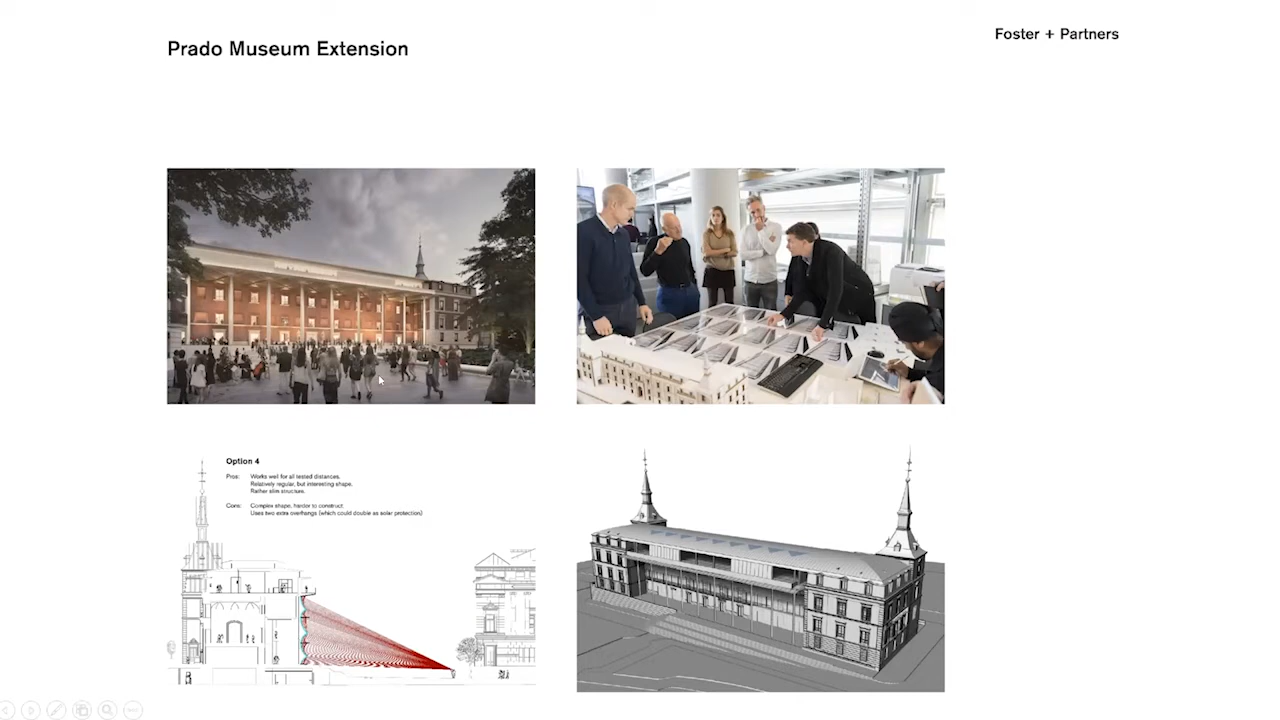 Prado Museum Extension
Foster + Partners
Option 4
Pros: Works well for all tested distances.
Relatively regular, but interesting shape.
Rather slim structure.
Cons: Complex shape, harder to construct.
Uses two extra overhangs (which could double as solar protection)